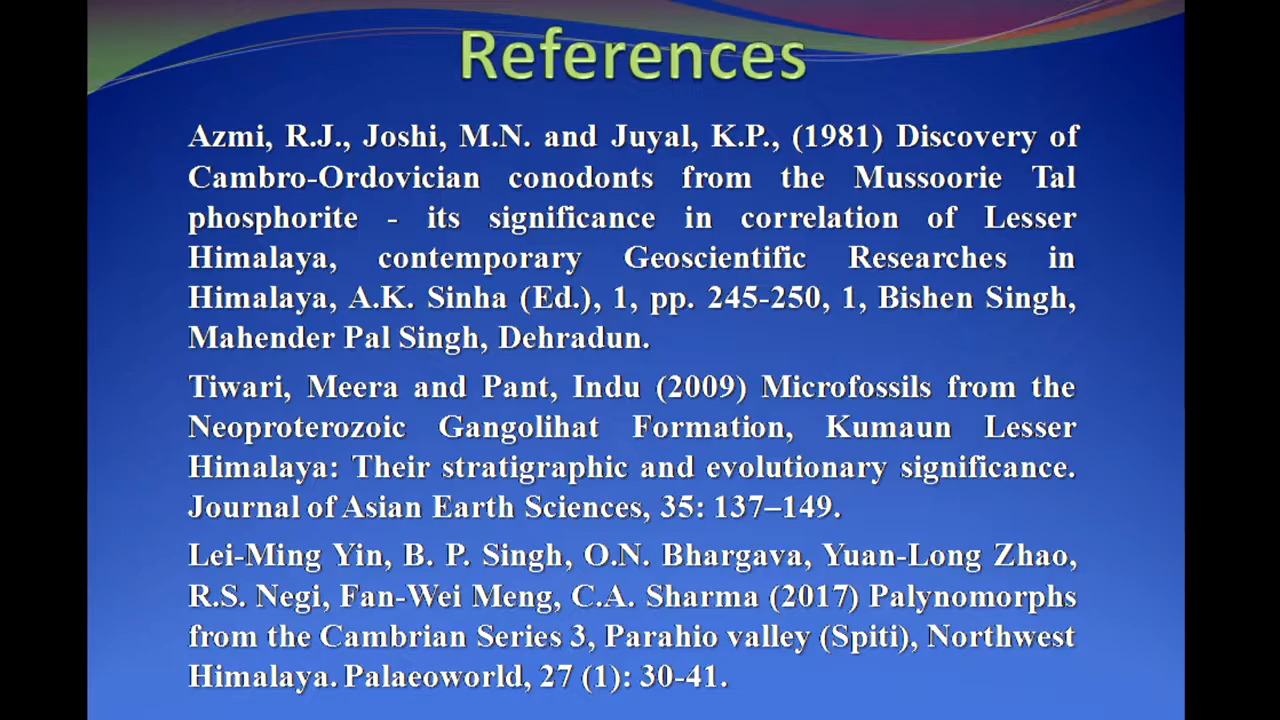 References
Azmi, R.J., Joshi, M.N. and Juyal, K.P., (1981) Discovery of
Cambro-Ordovician conodonts from the Mussoorie Tal
phosphorite - its significance in correlation of Lesser
Himalaya, contemporary Geoscientific Researches in
Himalaya, A.K. Sinha (Ed.), 1, pp. 245-250, 1, Bishen Singh,
Mahender Pal Singh, Dehradun.
Tiwari, Meera and Pant, Indu (2009) Microfossils from the
Neoproterozoic Gangolihat Formation, Kumaun Lesser
Himalaya: Their stratigraphic and evolutionary significance.
Journal of Asian Earth Sciences, 35: 137–149.
Lei-Ming Yin, B. P. Singh, O.N. Bhargava, Yuan-Long Zhao,
R.S. Negi, Fan-Wei Meng, C.A. Sharma (2017) Palynomorphs
from the Cambrian Series 3, Parahio valley (Spiti), Northwest
Himalaya. Palaeoworld, 27 (1): 30-41.